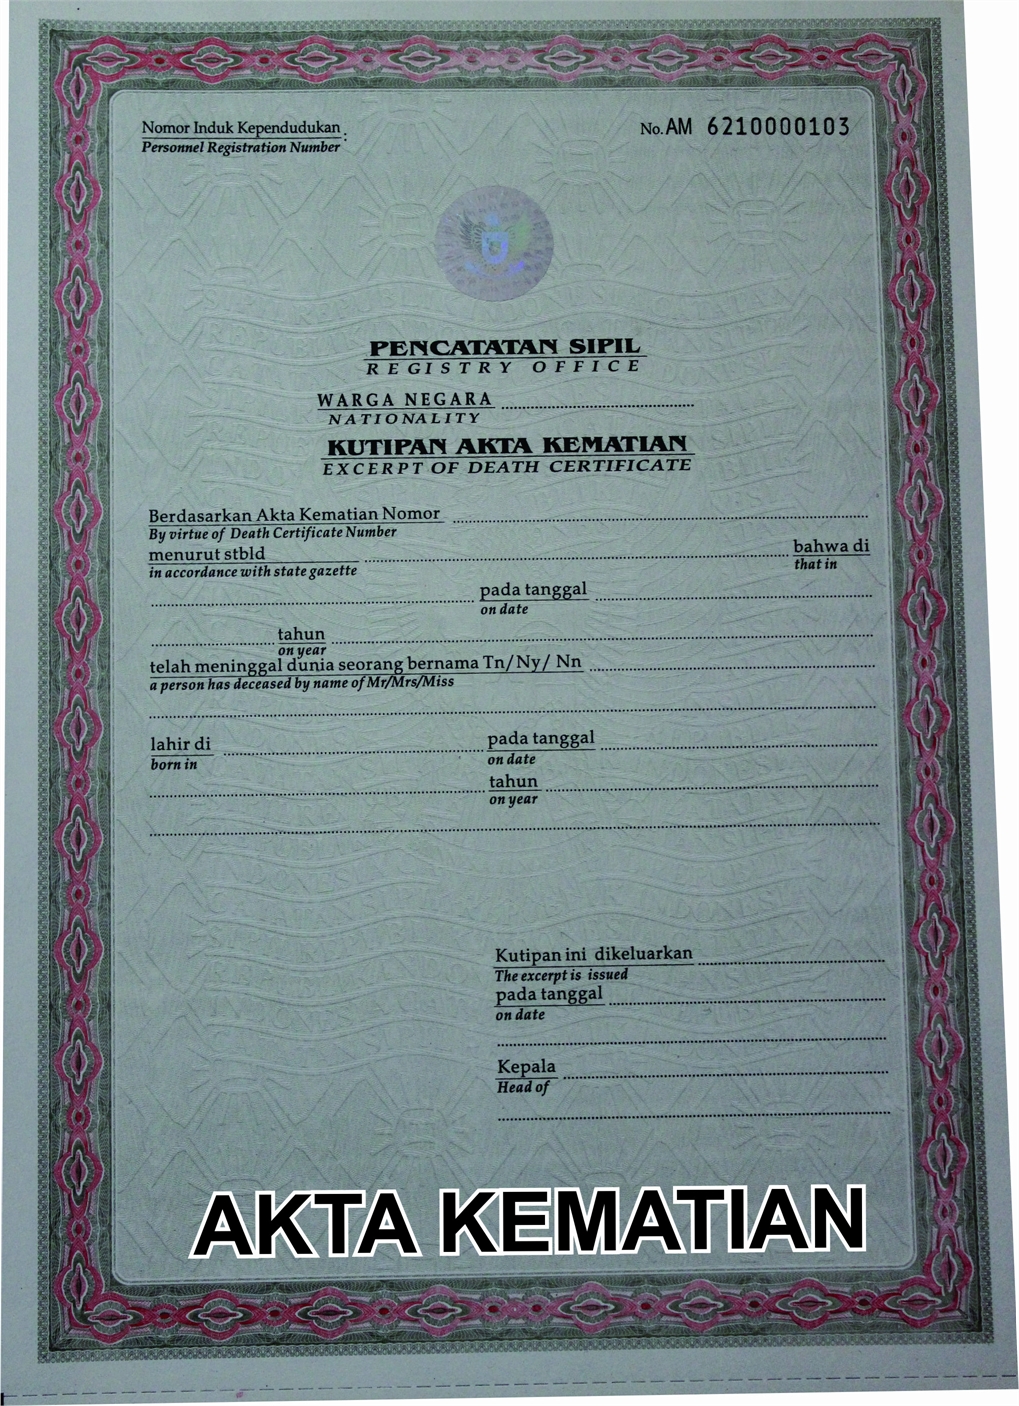 Nomor Induk Kependudukan : No. AM 6210000103
Personnel Registration Number
PENCATATAN SIPIL
REGISTRY OFFICE
WARGA NEGARA
NATIONALITY
KUTIPAN AKTA KEMATIAN
EXCERPT OF DEATH CERTIFICATE
Berdasarkan Akta Kematian Nomor
By virtue of Death Certificate Number
menurut stbld bahwa di
in accordance with state gazette that in
pada tanggal
on date
tahun
on year
telah meninggal dunia seorang bernama Tn/Ny/ Nn
a person has deceased by name of Mr/Mrs/Miss
lahir di pada tanggal
born in on date
tahun
on year
Kutipan ini dikeluarkan
The excerpt is issued
pada tanggal
on date
Kepala
Head of
AKTA KEMATIAN